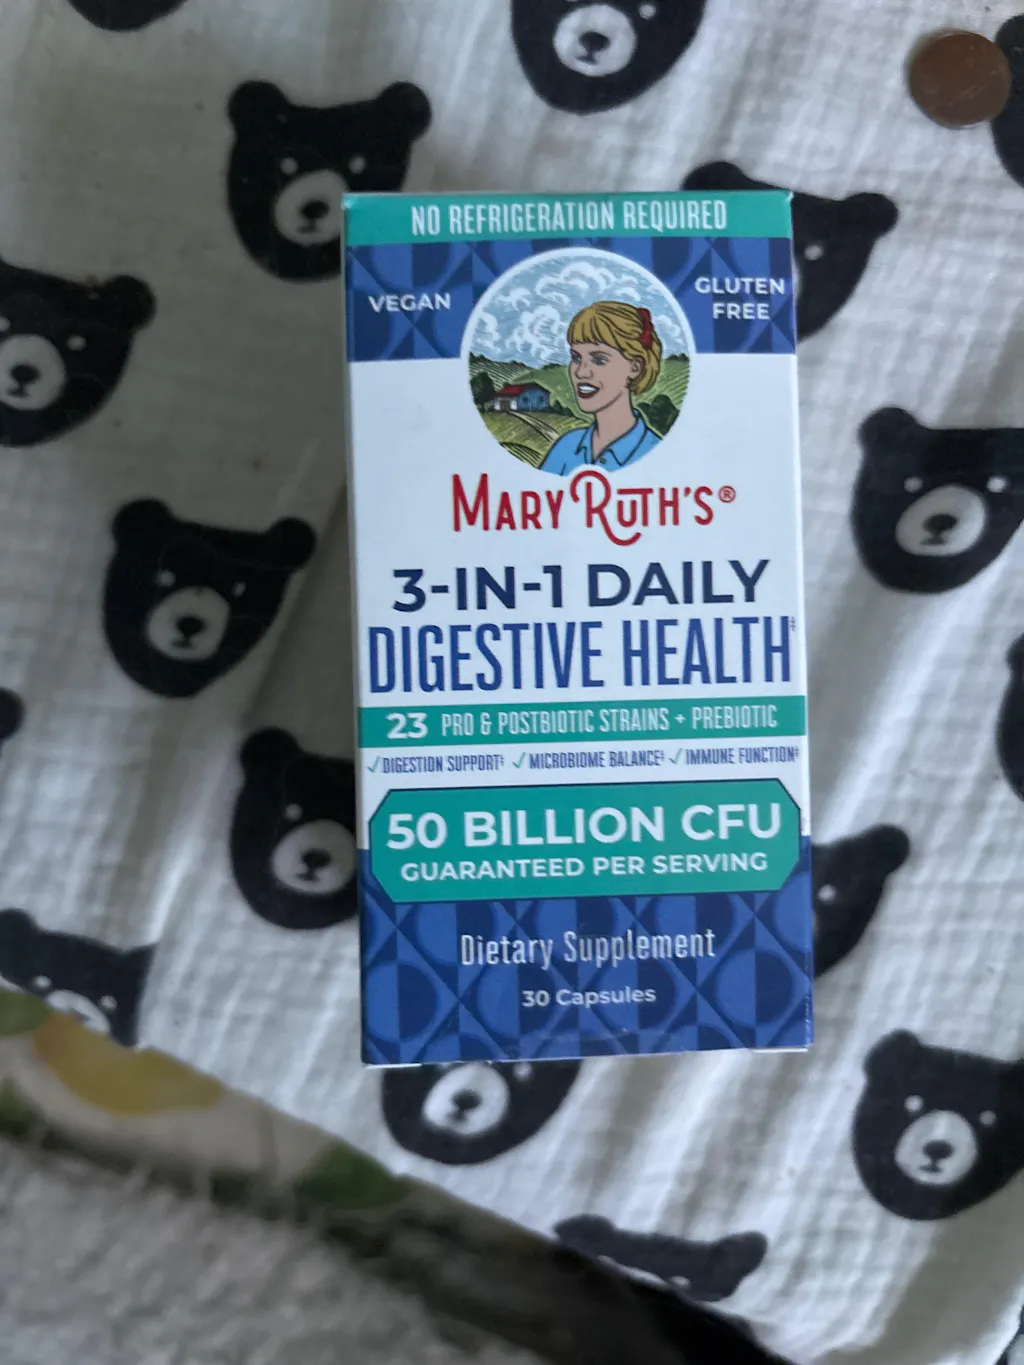 NO REFRIGERATION REQUIRED
VEGAN
GLUTEN
FREE
MARY RUTH'S®
3-IN-1 DAILY
DIGESTIVE HEALTH‡
23 PRO & POSTBIOTIC STRAINS + PREBIOTIC
✓DIGESTION SUPPORT‡ ✓MICROBIOME BALANCE‡ ✓IMMUNE FUNCTION‡
50 BILLION CFU
GUARANTEED PER SERVING
Dietary Supplement
30 Capsules